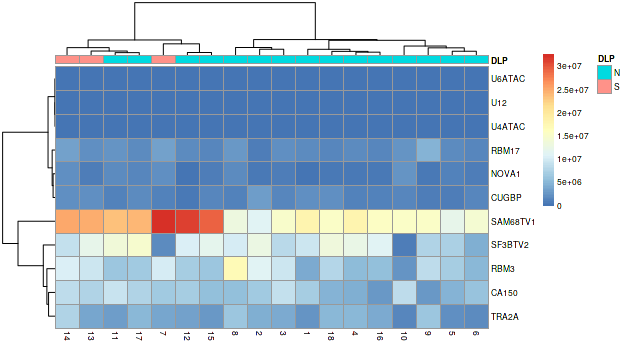 DLP
U6ATAC
U12
U4ATAC
RBM17
NOVA1
CUGBP
SAM68TV1
SF3BTV2
RBM3
CA150
TRA2A
14 13 11 17 7 12 15 8 2 3 1 18 4 16 10 9 5 6
3e+07
2.5e+07
2e+07
1.5e+07
1e+07
5e+06
0
DLP
N
S